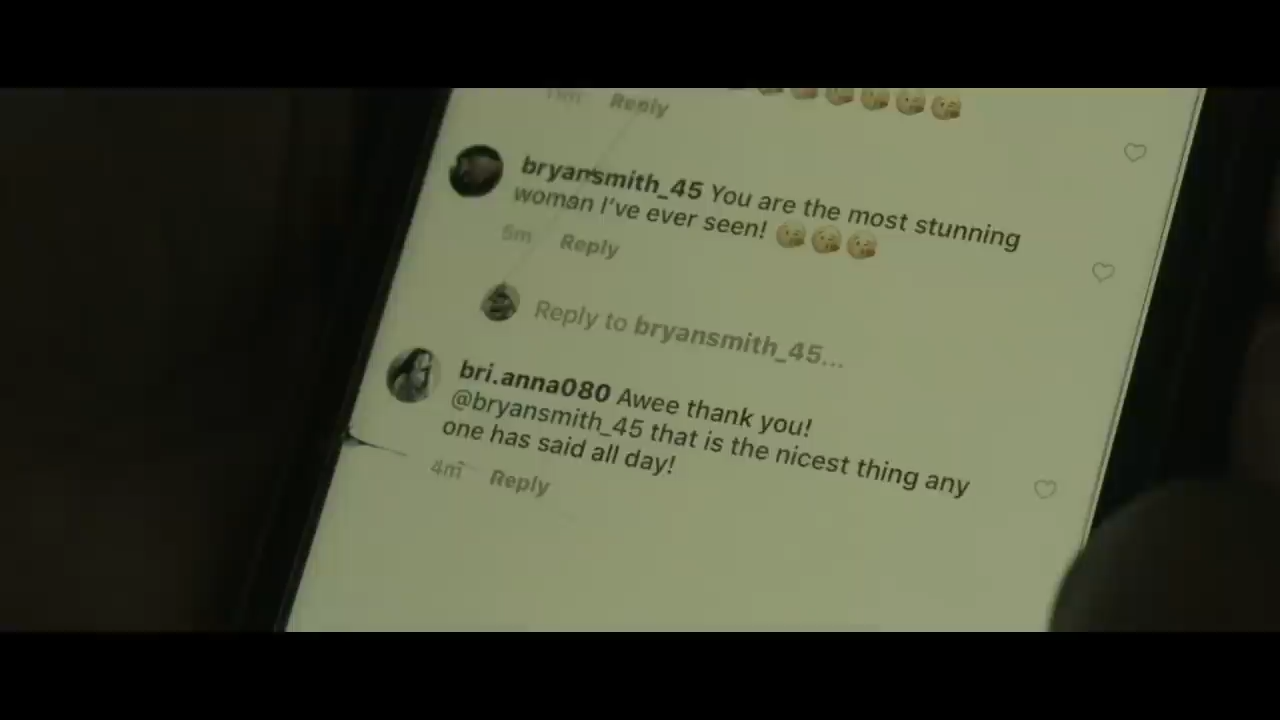 Reply
bryansmith_45 You are the most stunning
woman I've ever seen! 😘😘😘
5m Reply
Reply to bryansmith_45...
bri.anna080 Awee thank you!
@bryansmith_45 that is the nicest thing any
one has said all day!
4m Reply